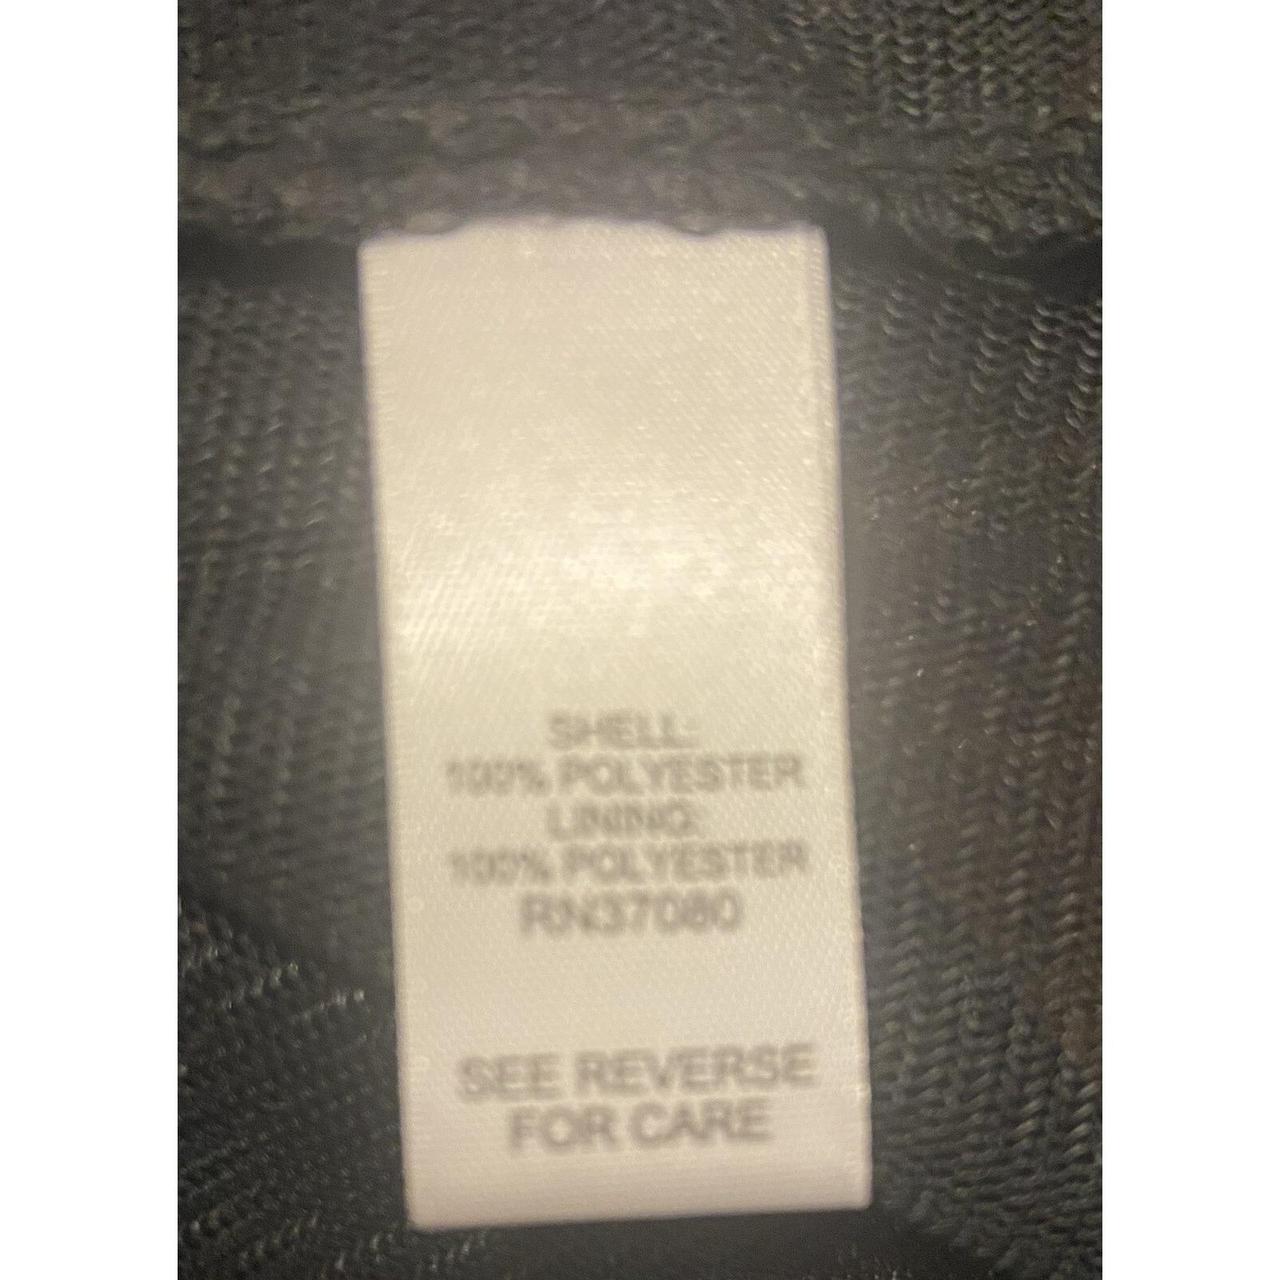 SHELL:
100% POLYESTER
LINING:
100% POLYESTER
RN37080
SEE REVERSE
FOR CARE